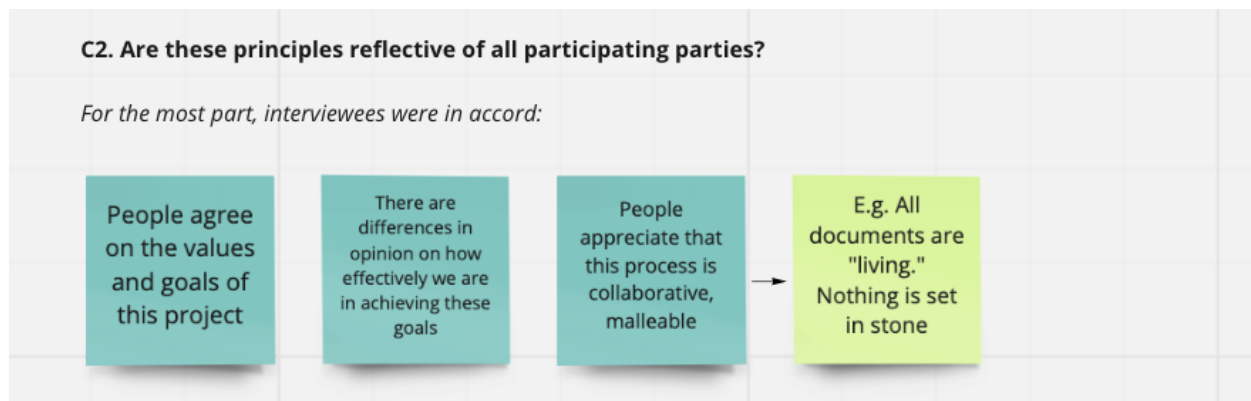 C2. Are these principles reflective of all participating parties?
For the most part, interviewees were in accord:
People agree
on the values
and goals of
this project
There are
differences in
opinion on how
effectively we are
in achieving these
goals
People
appreciate that
this process is
collaborative,
malleable
E.g. All
documents are
"living."
Nothing is set
in stone